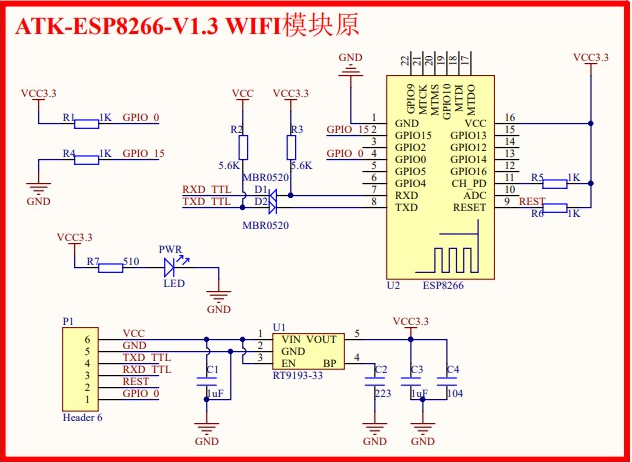 ATK-ESP8266-V1.3 WIFI模块原
VCC3.3
R1 1K GPIO_0
R4 1K GPIO_15
GND
VCC VCC3.3
R2 R3
5.6K 5.6K
MBR0520
RXD_TTL D1
TXD_TTL D2
MBR0520
GND
VCC3.3
22 21 20 19 18 17
GPIO9 MTCK MTMS GPIO10 MTDI MTDO
1 GND VCC 16
GPIO_15 2 GPIO15 GPIO13 15
3 GPIO2 GPIO12 14
GPIO_0 4 GPIO0 GPIO14 13
5 GPIO5 GPIO16 12
6 GPIO4 CH_PD 11 R5 1K
7 RXD ADC 10
8 TXD RESET 9 REST
R6 1K
U2 ESP8266
VCC3.3
R7 510
PWR
LED
GND
P1
6 VCC
5 GND
4 TXD_TTL
3 RXD_TTL
2 REST
1 GPIO_0
Header 6
U1
1 VIN VOUT 5
2 GND
3 EN BP 4
RT9193-33
VCC3.3
C1 1uF
C2 223
C3 1uF
C4 104
GND
GND
GND